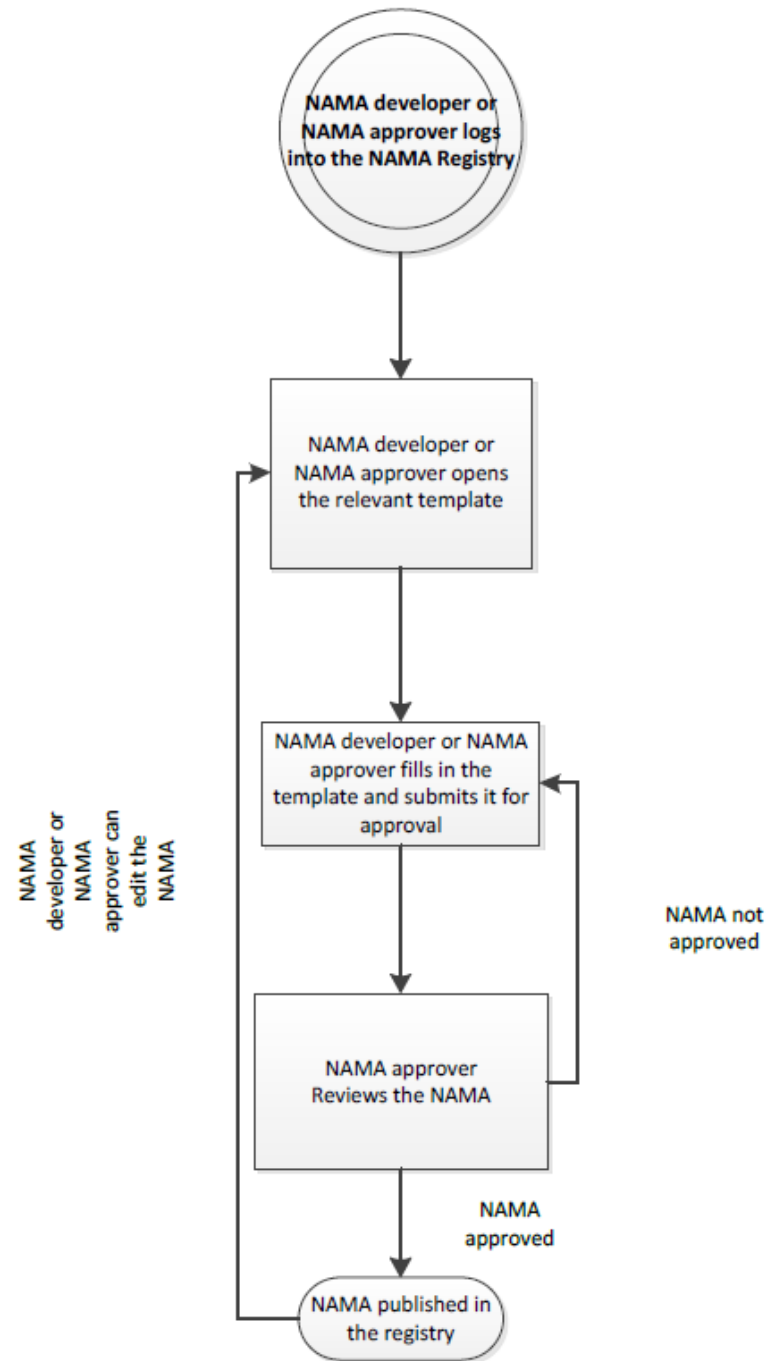 NAMA developer or
NAMA approver logs
into the NAMA Registry
NAMA developer or
NAMA approver opens
the relevant template
NAMA developer or NAMA
approver fills in the
template and submits it for
approval
NAMA
developer or
NAMA
approver can
edit the
NAMA
NAMA not
approved
NAMA approver
Reviews the NAMA
NAMA
approved
NAMA published in
the registry